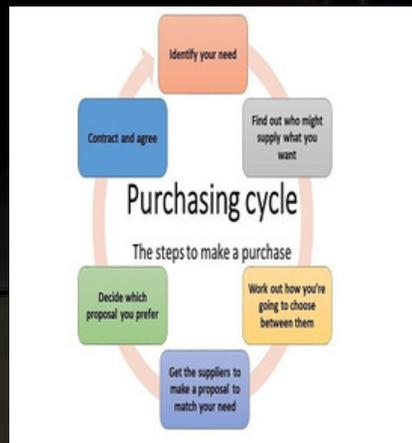 Identify your need
Find out who might
supply what you
want
Work out how you're
going to choose
between them
Get the suppliers to
make a proposal to
match your need
Decide which
proposal you prefer
Contract and agree
Purchasing cycle
The steps to make a purchase